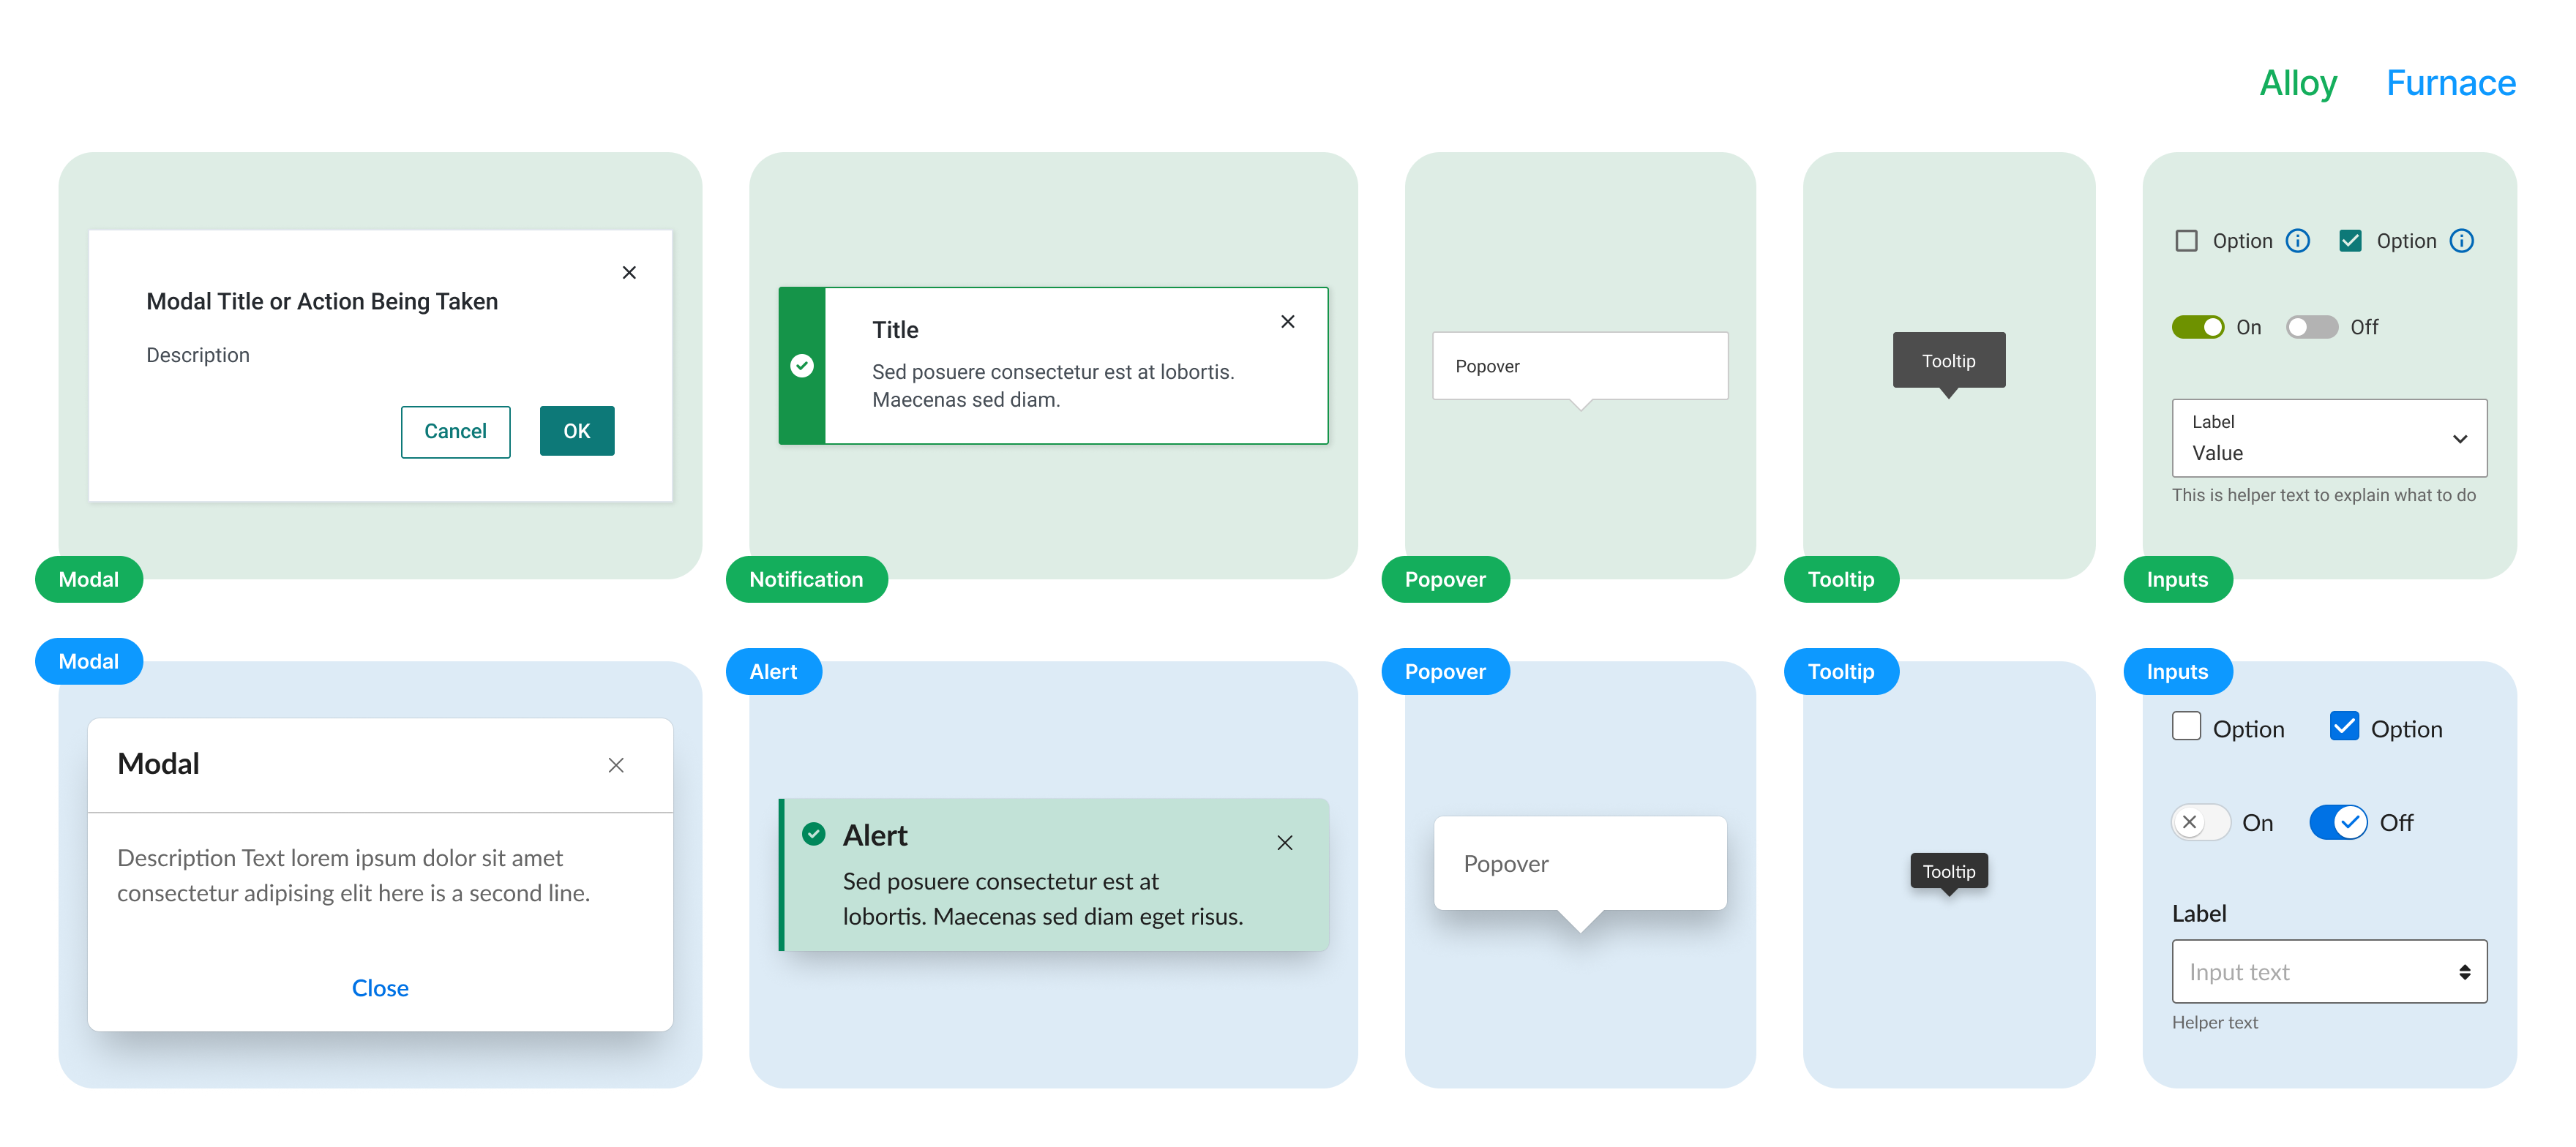 Alloy Furnace
Modal Title or Action Being Taken
Description
Cancel OK
Modal
Title
Sed posuere consectetur est at lobortis.
Maecenas sed diam.
Notification
Popover
Popover
Tooltip
Tooltip
Option Option
On Off
Label
Value
This is helper text to explain what to do
Inputs
Modal
Modal
Description Text lorem ipsum dolor sit amet
consectetur adipising elit here is a second line.
Close
Alert
Alert
Sed posuere consectetur est at
lobortis. Maecenas sed diam eget risus.
Popover
Popover
Tooltip
Tooltip
Inputs
Option Option
On Off
Label
Input text
Helper text